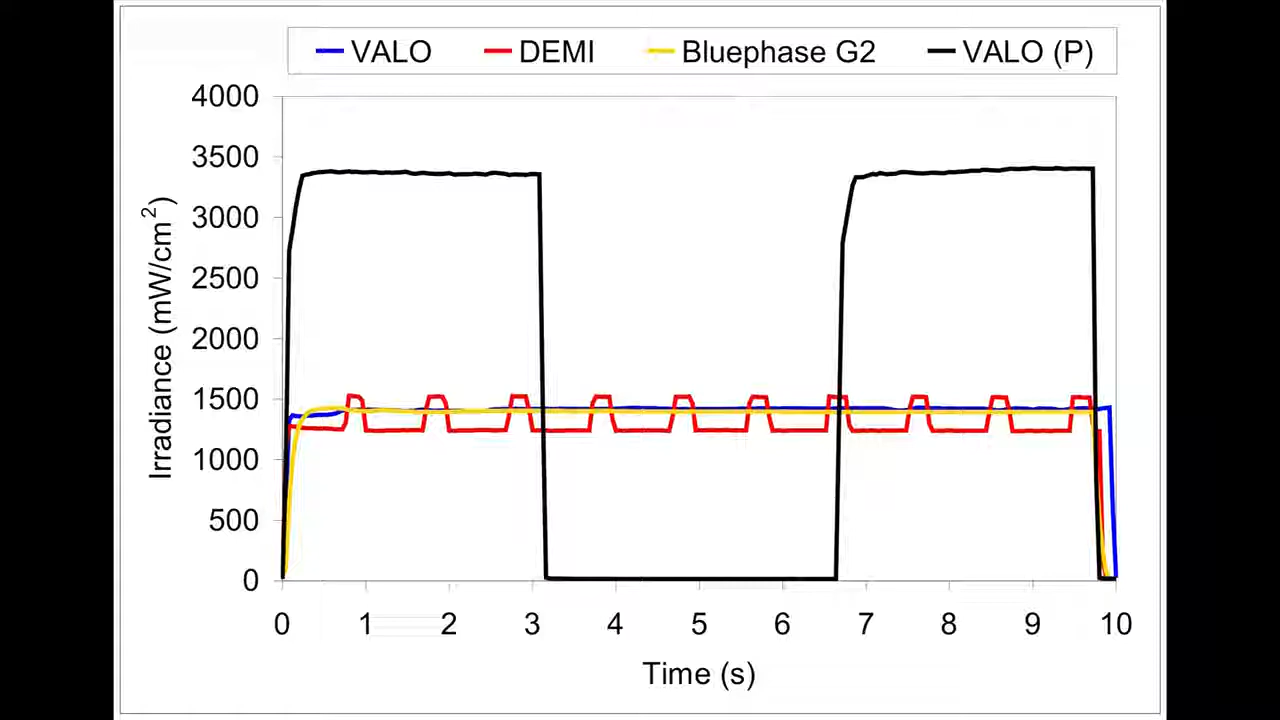 VALO DEMI Bluephase G2 VALO (P)
4000
3500
3000
2500
2000
1500
1000
500
0
Irradiance (mW/cm²)
0 1 2 3 4 5 6 7 8 9 10
Time (s)